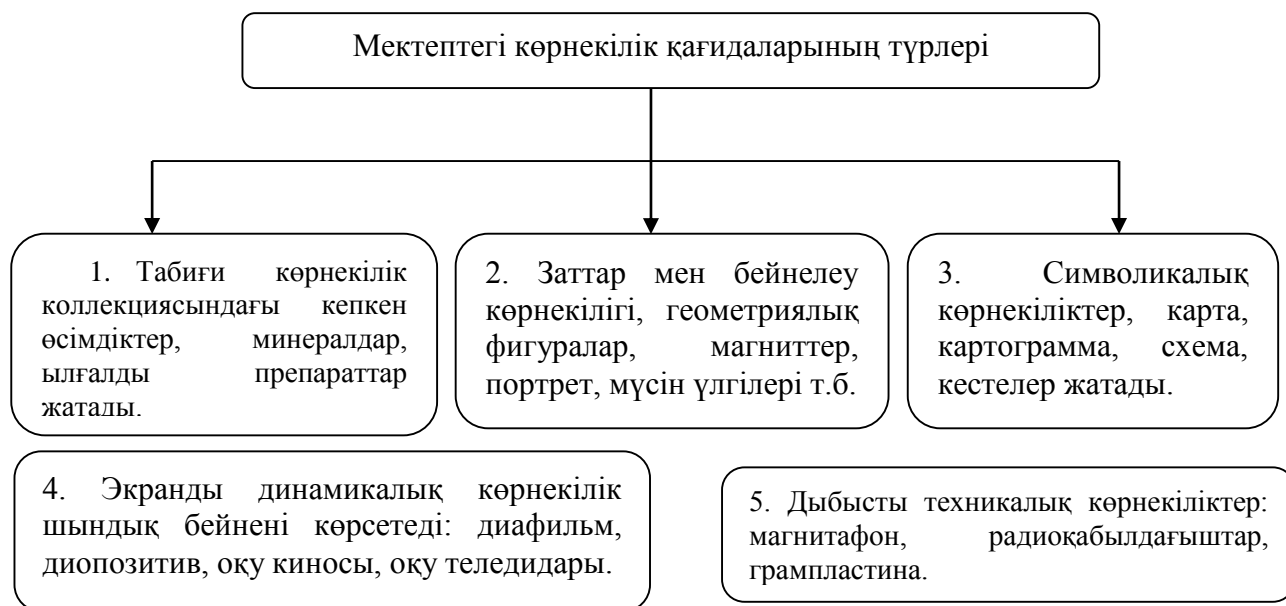 Мектептегі көрнекілік қағидаларының түрлері
1. Табиғи көрнекілік
коллекциясындағы кепкен
өсімдіктер, минералдар,
ылғалды препараттар
жатады.
2. Заттар мен бейнелеу
көрнекілігі, геометриялық
фигуралар, магниттер,
портрет, мүсін үлгілері т.б.
3. Символикалық
көрнекіліктер, карта,
картограмма, схема,
кестелер жатады.
4. Экранды динамикалық көрнекілік
шындық бейнені көрсетеді: диафильм,
диопозитив, оқу киносы, оқу теледидары.
5. Дыбысты техникалық көрнекіліктер:
магнитафон, радиоқабылдағыштар,
грампластина.